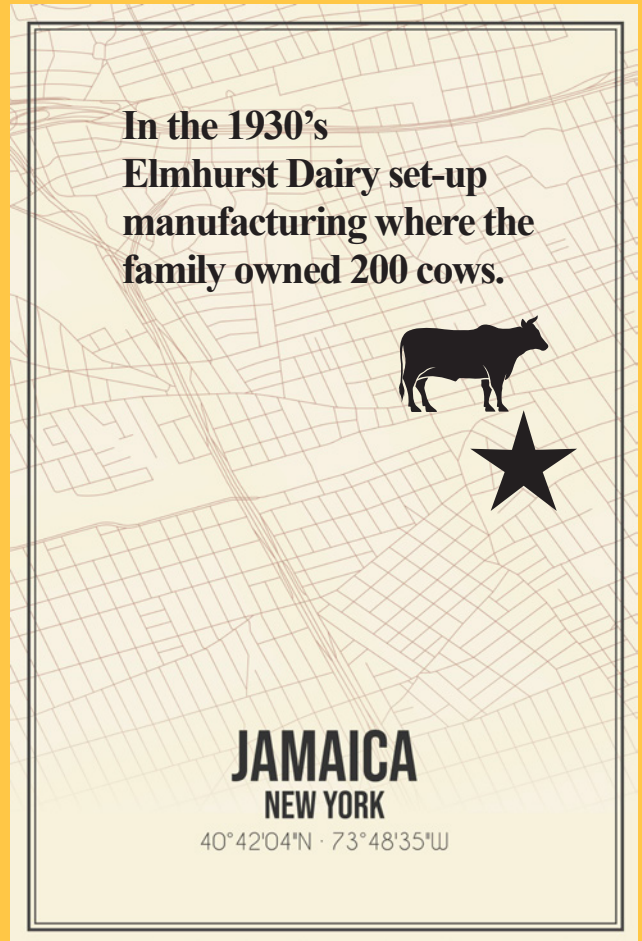 In the 1930’s
Elmhurst Dairy set-up
manufacturing where the
family owned 200 cows.
JAMAICA
NEW YORK
40°42'04"N · 73°48'35"W